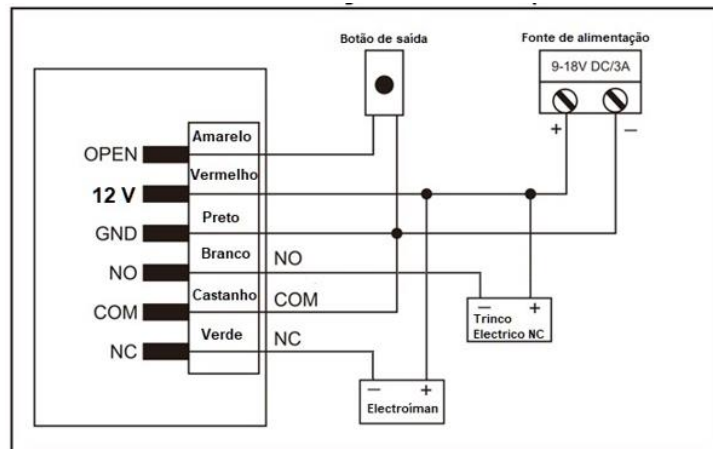 Botão de saída
Fonte de alimentação
9-18V DC/3A
+
−
OPEN
Amarelo
12 V
Vermelho
GND
Preto
NO
Branco
NO
COM
Castanho
COM
NC
Verde
NC
− +
Trinco
Electrico NC
− +
Electroíman